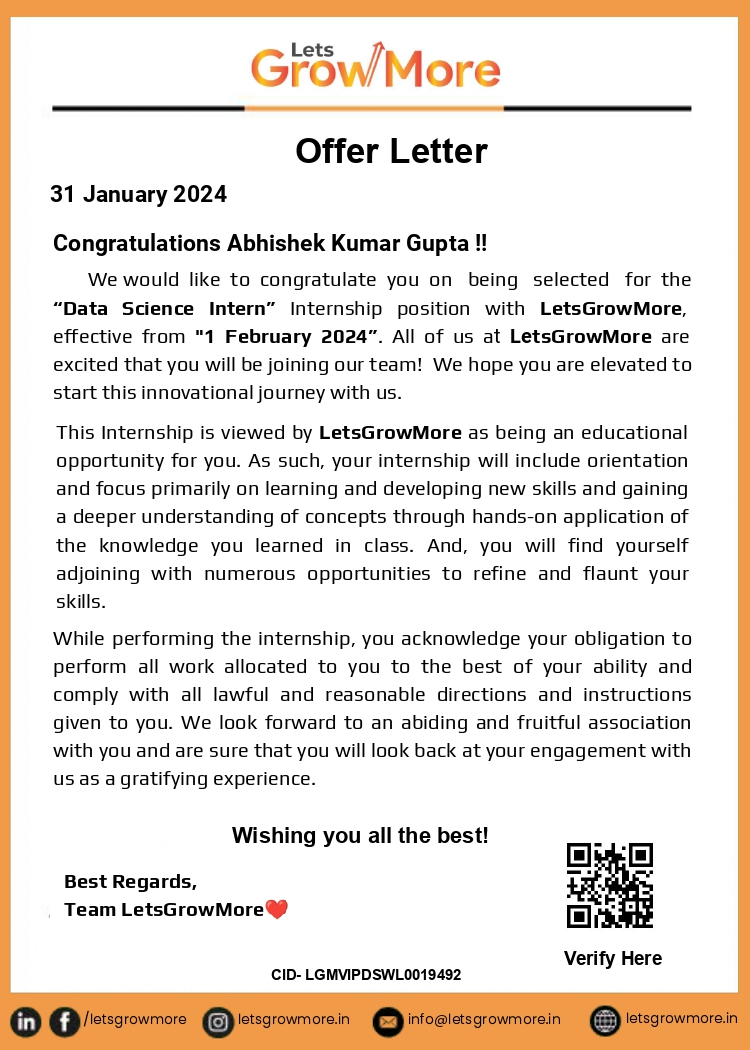 Lets
GrowMore
Offer Letter
31 January 2024
Congratulations Abhishek Kumar Gupta !!
We would like to congratulate you on being selected for the
“Data Science Intern” Internship position with LetsGrowMore,
effective from "1 February 2024”. All of us at LetsGrowMore are
excited that you will be joining our team! We hope you are elevated to
start this innovational journey with us.
This Internship is viewed by LetsGrowMore as being an educational
opportunity for you. As such, your internship will include orientation
and focus primarily on learning and developing new skills and gaining
a deeper understanding of concepts through hands-on application of
the knowledge you learned in class. And, you will find yourself
adjoining with numerous opportunities to refine and flaunt your
skills.
While performing the internship, you acknowledge your obligation to
perform all work allocated to you to the best of your ability and
comply with all lawful and reasonable directions and instructions
given to you. We look forward to an abiding and fruitful association
with you and are sure that you will look back at your engagement with
us as a gratifying experience.
Wishing you all the best!
Best Regards,
Team LetsGrowMore❤️
Verify Here
CID- LGMVIPDSWL0019492
in f /letsgrowmore letsgrowmore.in info@letsgrowmore.in letsgrowmore.in